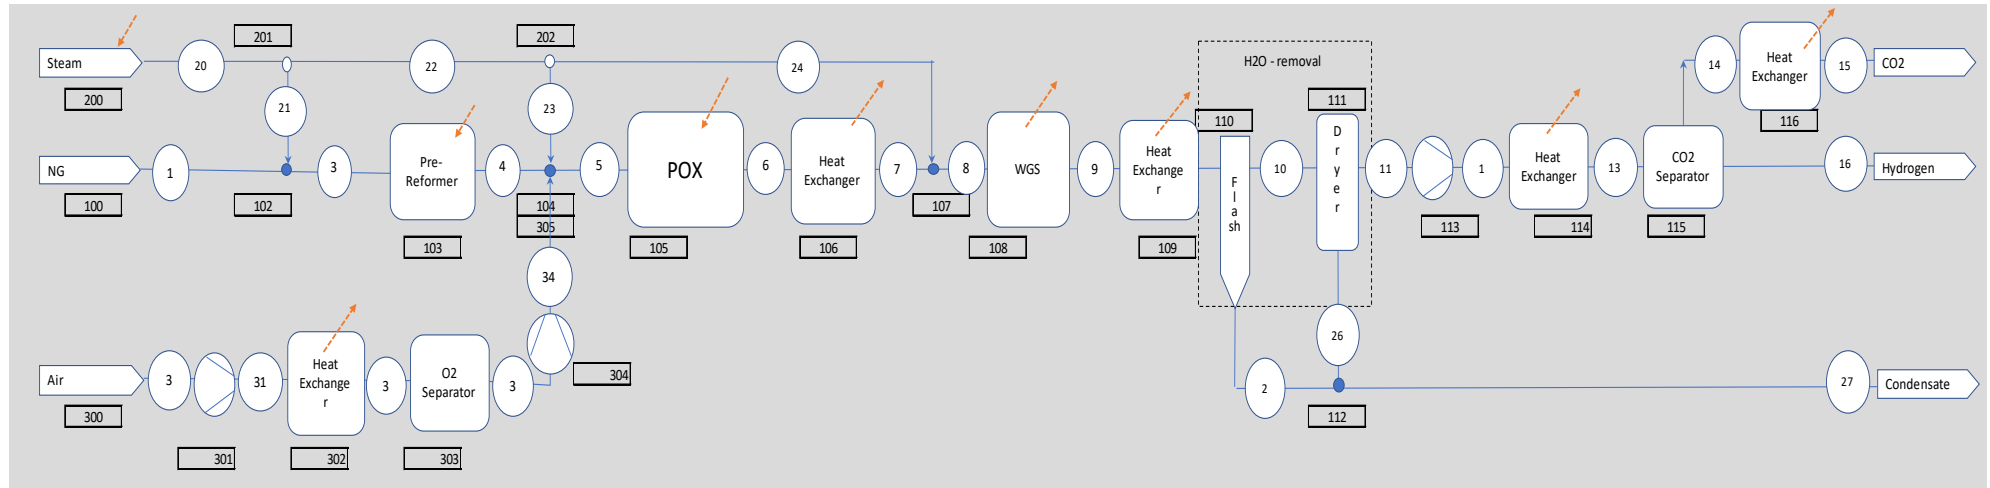 201
202
Steam
20
22
24
H2O - removal
14
Heat
Exchanger
15
CO2
200
21
23
111
110
116
NG
1
3
Pre-
Reformer
4
5
POX
6
Heat
Exchanger
7
8
WGS
9
Heat
Exchange
r
F
l
a
sh
10
D
r
y
e
r
11
1
Heat
Exchanger
13
CO2
Separator
16
Hydrogen
100
102
104
305
107
103
105
106
108
109
113
114
115
34
26
Air
3
31
Heat
Exchange
r
3
O2
Separator
3
304
2
27
Condensate
300
112
301
302
303